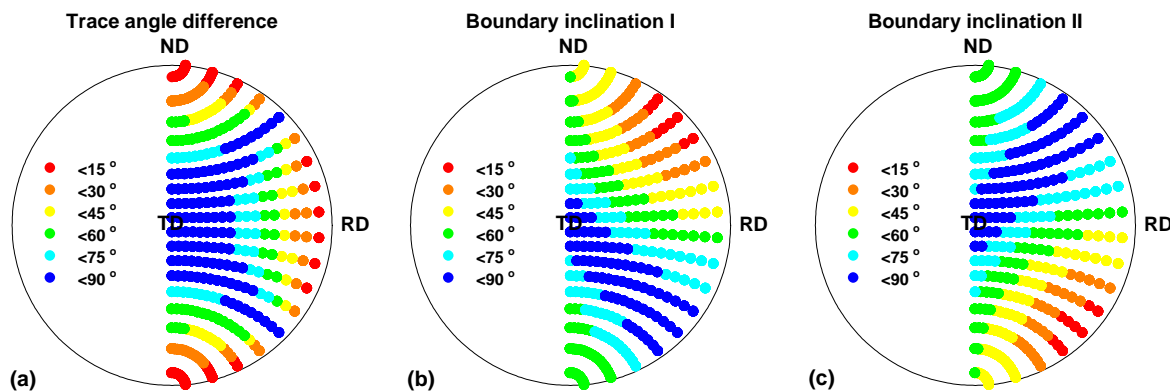 Trace angle difference
ND
<15 °
<30 °
<45 °
<60 °
<75 °
<90 °
TD
RD
(a)
Boundary inclination I
ND
<15 °
<30 °
<45 °
<60 °
<75 °
<90 °
TD
RD
(b)
Boundary inclination II
ND
<15 °
<30 °
<45 °
<60 °
<75 °
<90 °
TD
RD
(c)